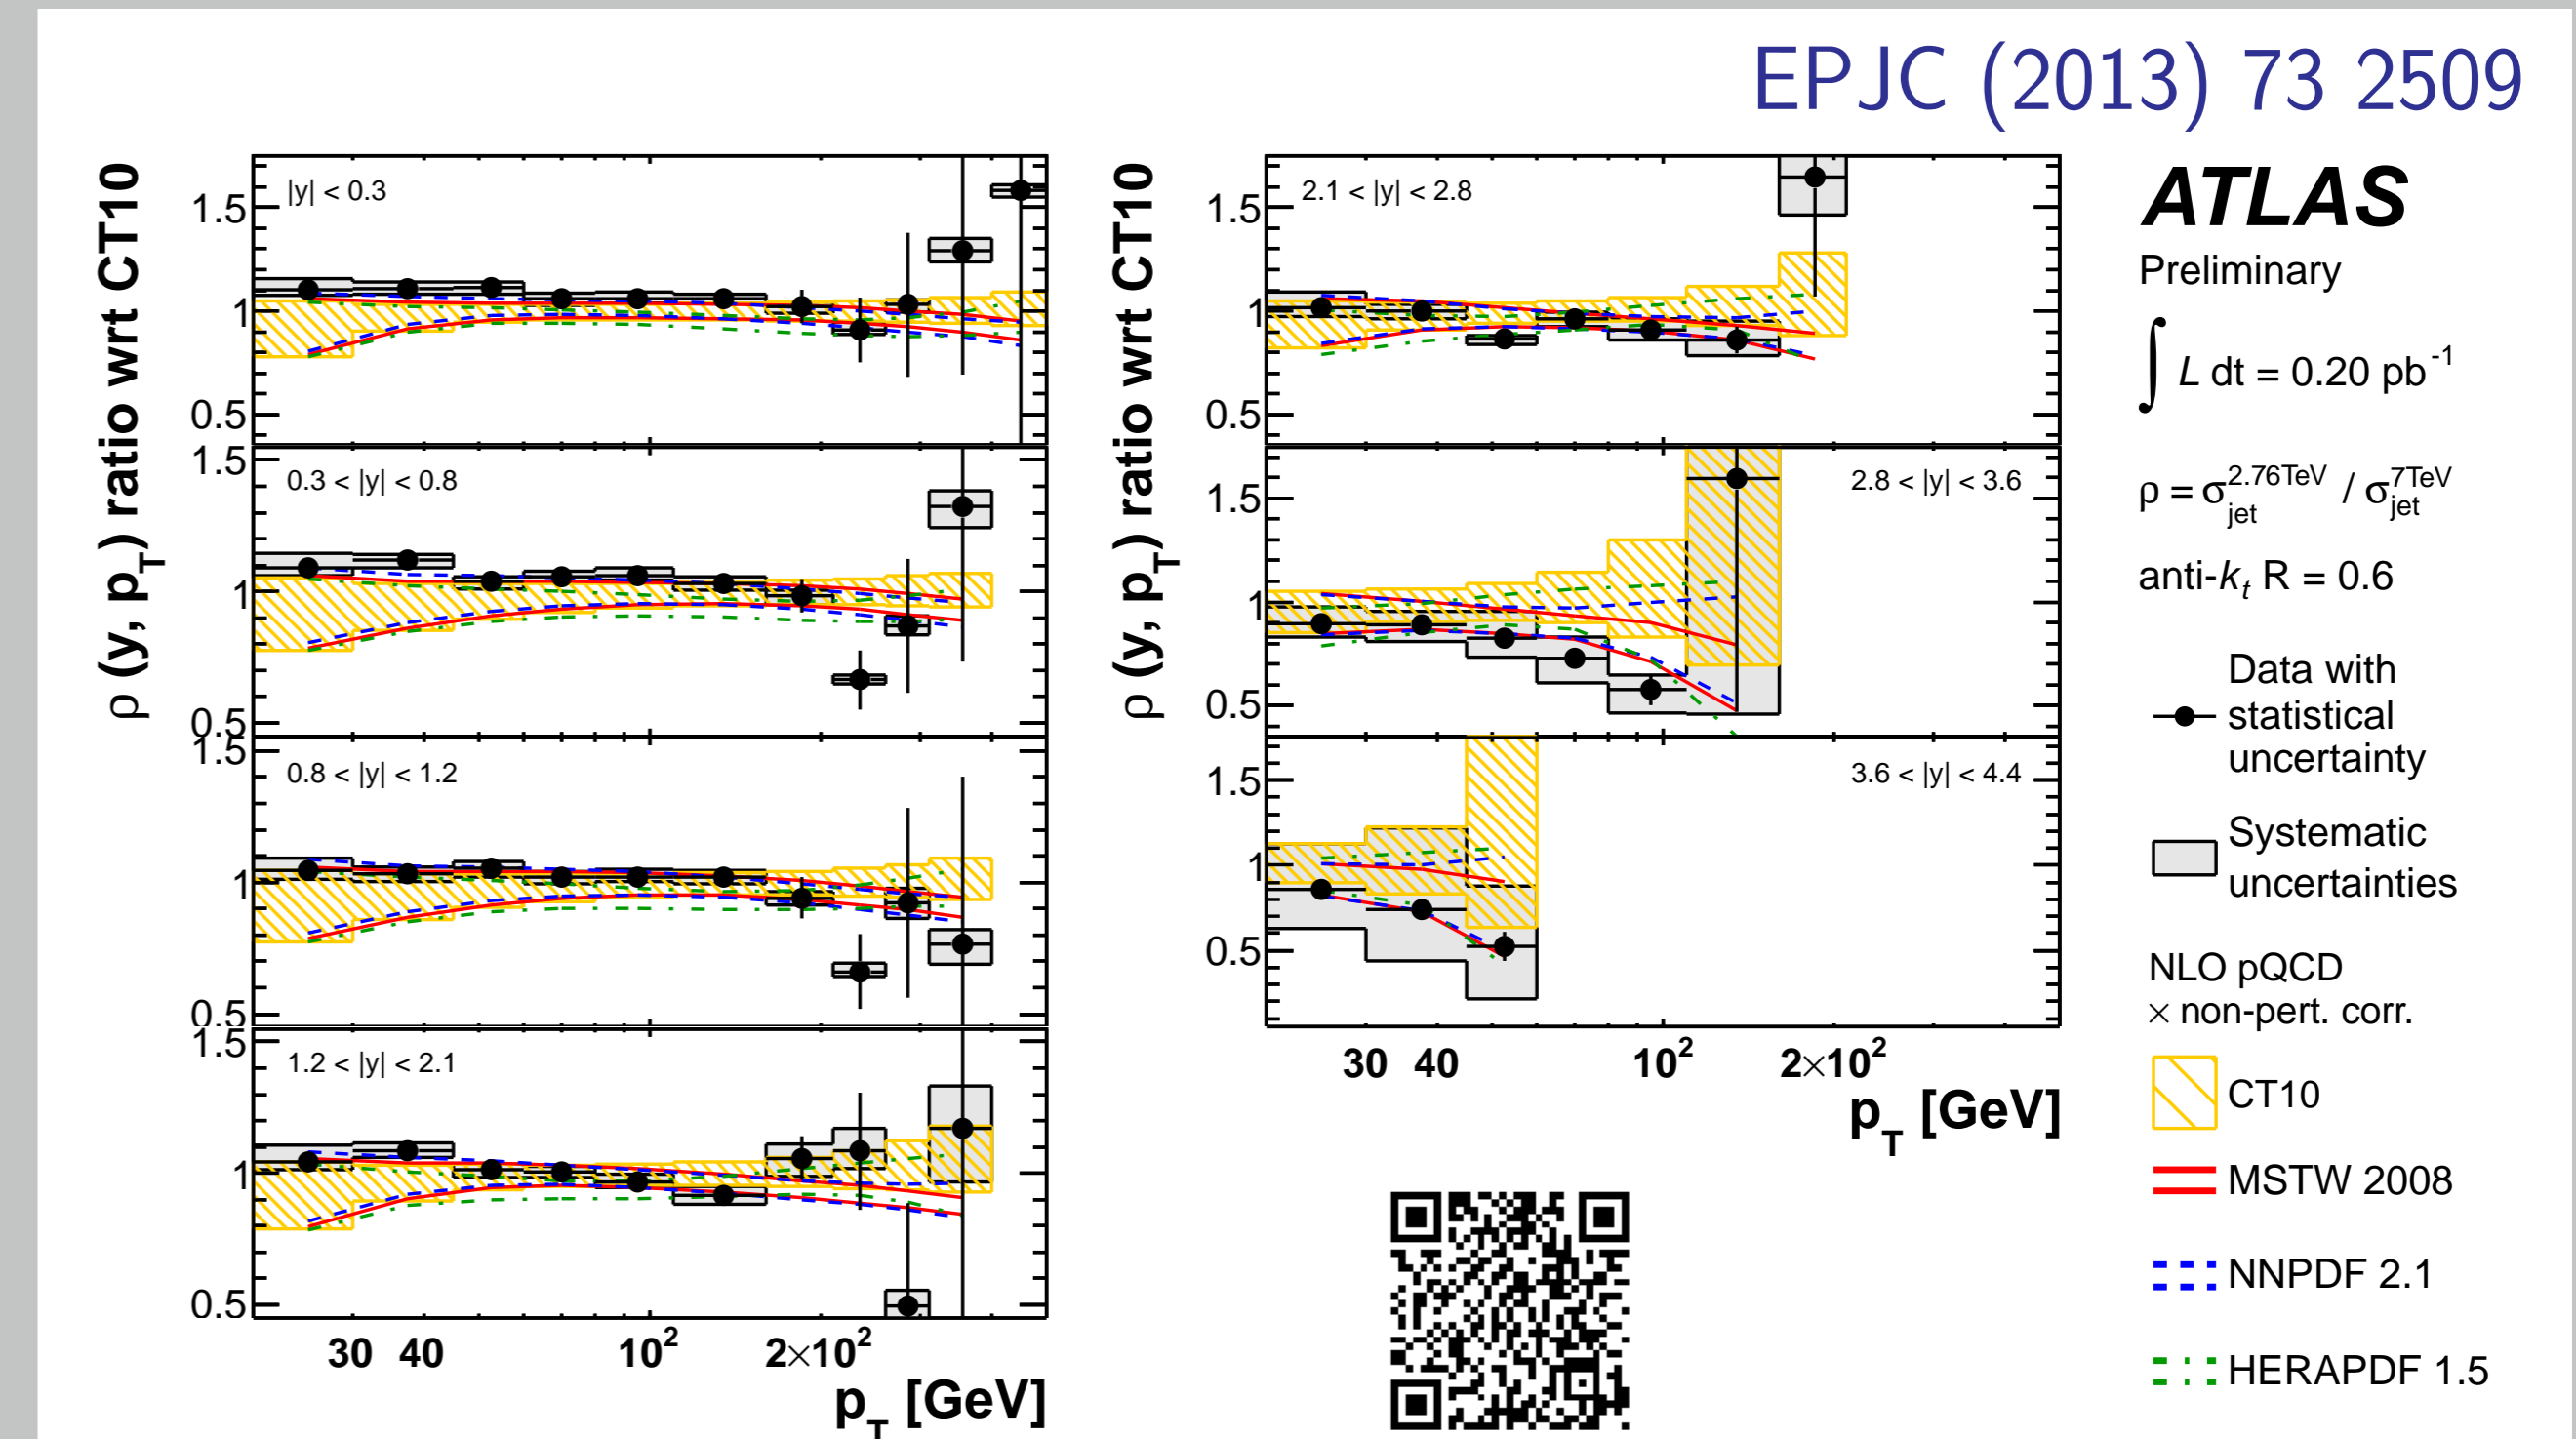 EPJC (2013) 73 2509
ρ (y, p_T) ratio wrt CT10
|y| < 0.3
1.5
1
0.5
0.3 < |y| < 0.8
1.5
1
0.5
0.8 < |y| < 1.2
1.5
1
0.5
1.2 < |y| < 2.1
1.5
1
0.5
30 40 10² 2×10²
p_T [GeV]
ρ (y, p_T) ratio wrt CT10
2.1 < |y| < 2.8
1.5
1
0.5
2.8 < |y| < 3.6
1.5
1
0.5
3.6 < |y| < 4.4
1.5
1
0.5
30 40 10² 2×10²
p_T [GeV]
ATLAS
Preliminary
∫ L dt = 0.20 pb⁻¹
ρ = σ_jet^2.76TeV / σ_jet^7TeV
anti-k_t R = 0.6
Data with
statistical
uncertainty
Systematic
uncertainties
NLO pQCD
× non-pert. corr.
CT10
MSTW 2008
NNPDF 2.1
HERAPDF 1.5